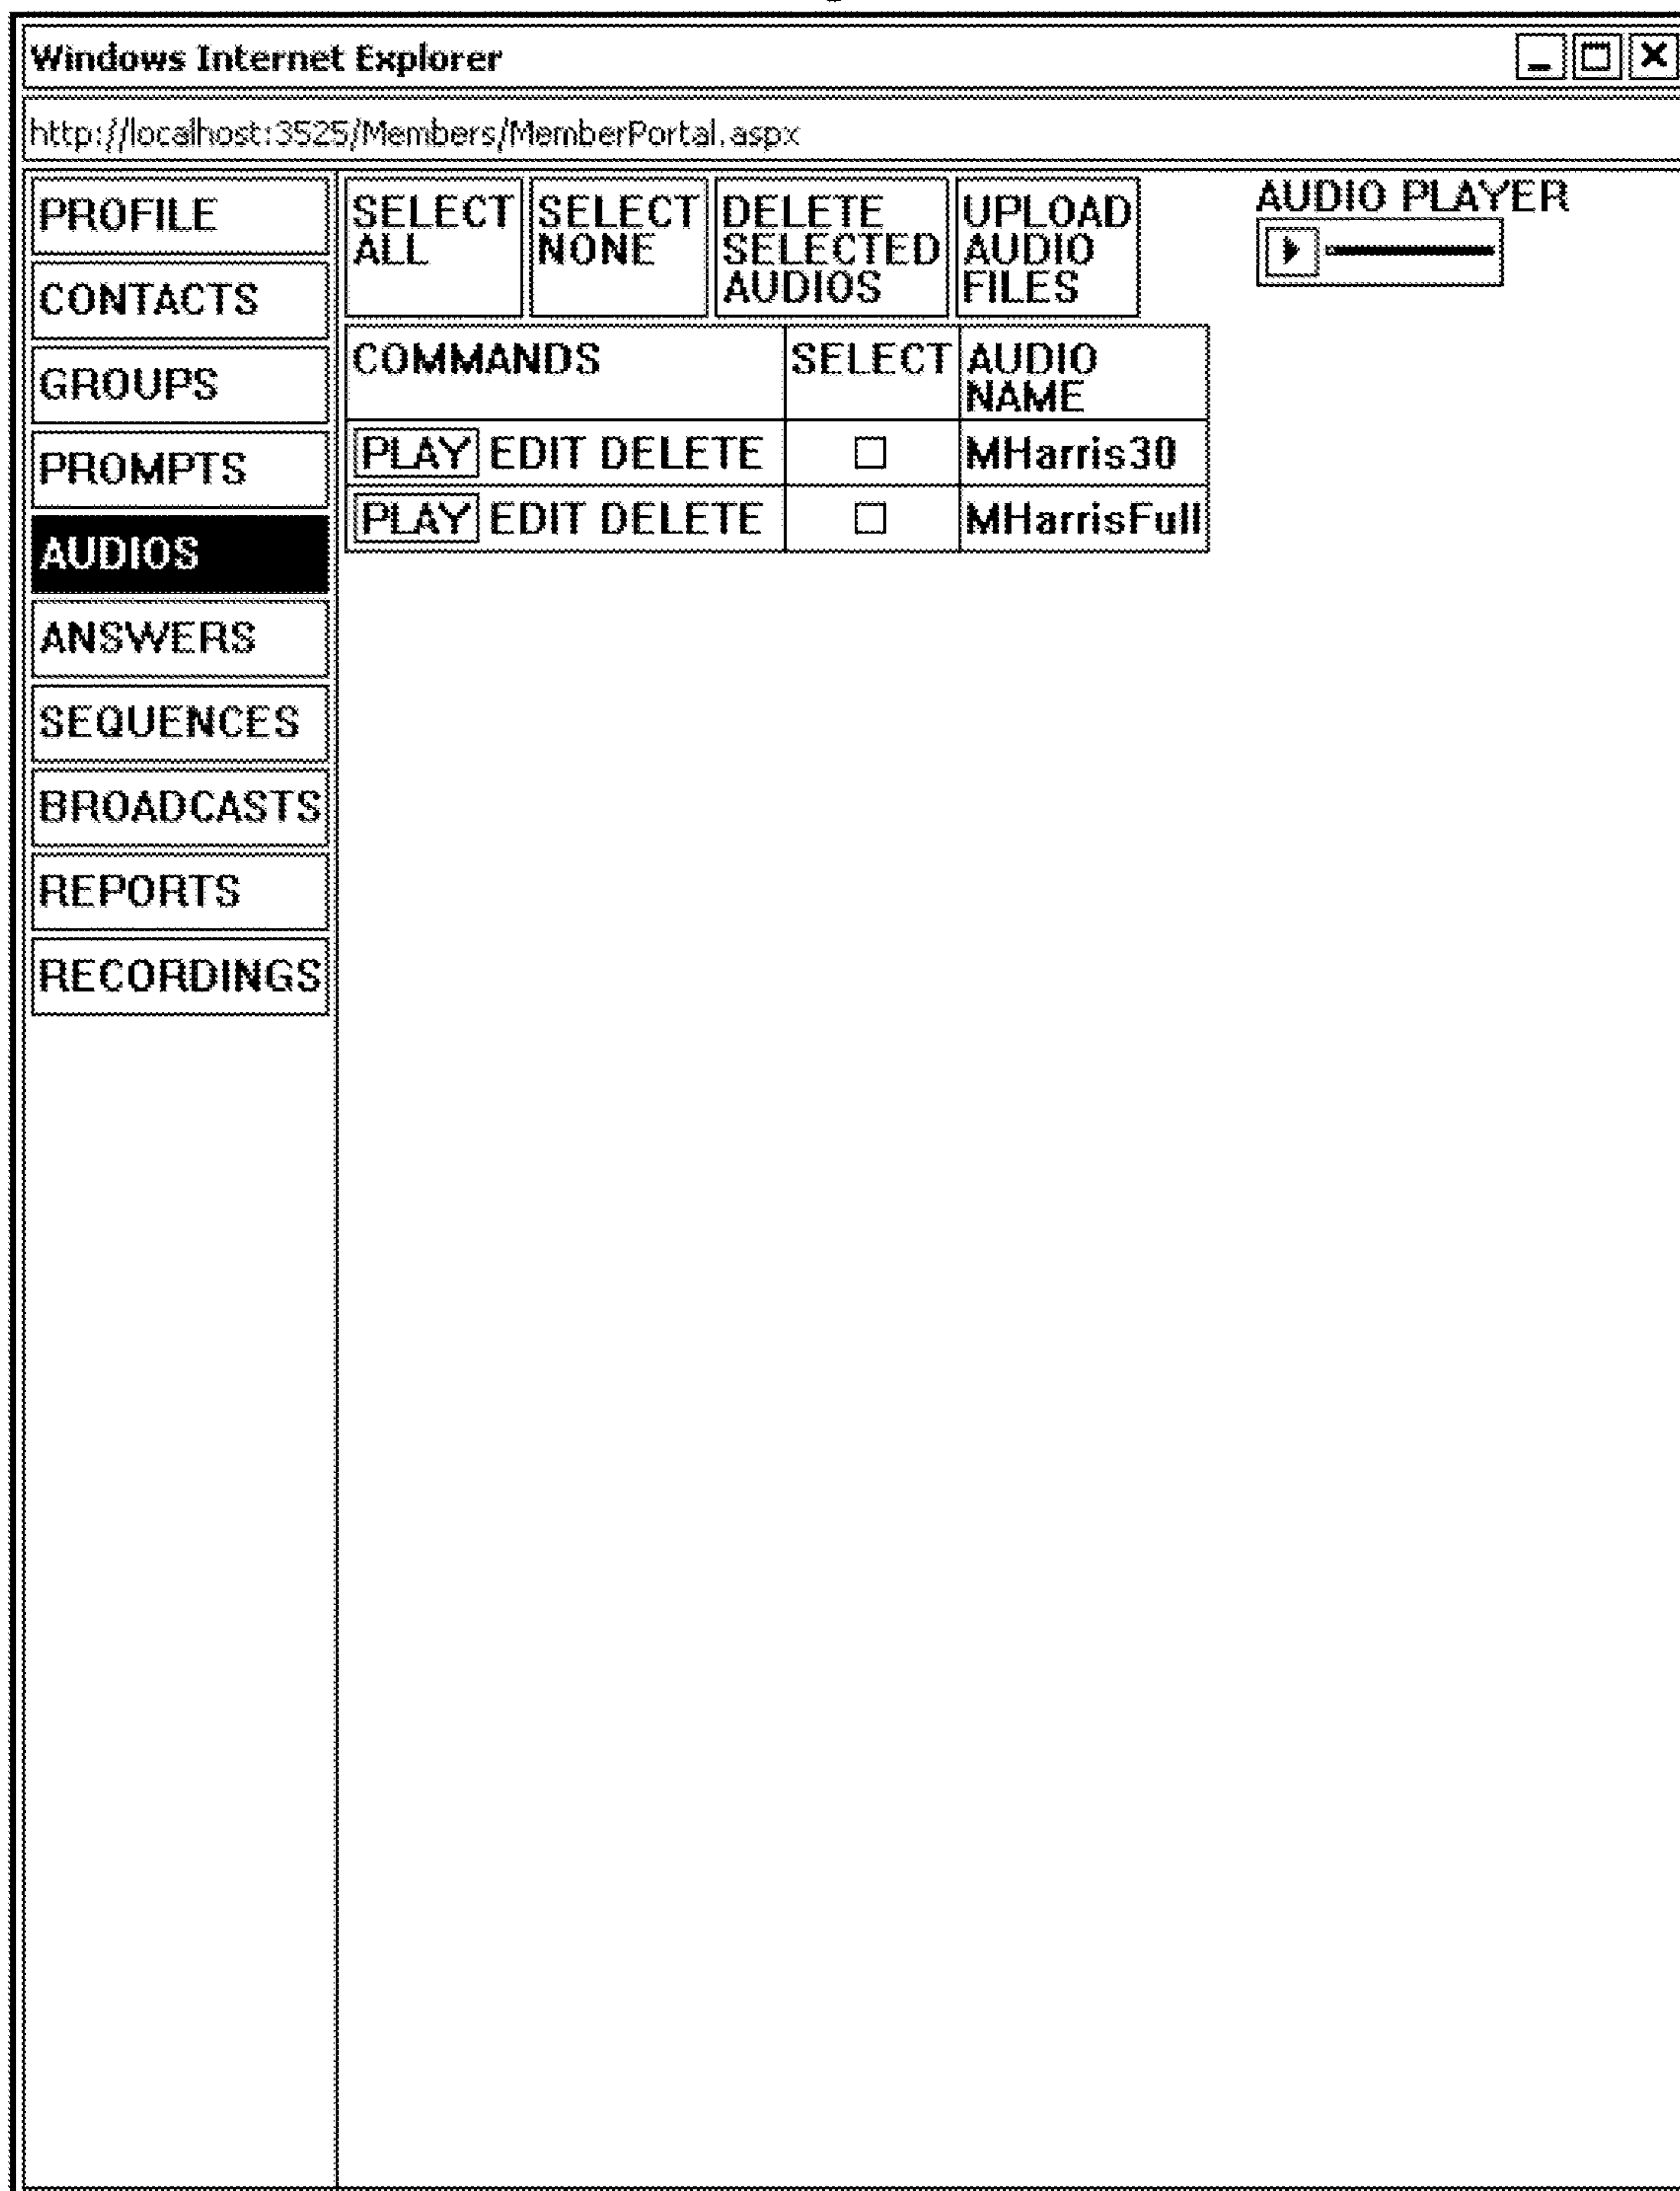 Windows Internet Explorer
http://localhost:3525/Members/MemberPortal.aspx
PROFILE
CONTACTS
GROUPS
PROMPTS
AUDIOS
ANSWERS
SEQUENCES
BROADCASTS
REPORTS
RECORDINGS
SELECT
ALL
SELECT
NONE
DELETE
SELECTED
AUDIOS
UPLOAD
AUDIO
FILES
AUDIO PLAYER
COMMANDS SELECT AUDIO
NAME
PLAY EDIT DELETE MHarris30
PLAY EDIT DELETE MHarrisFull